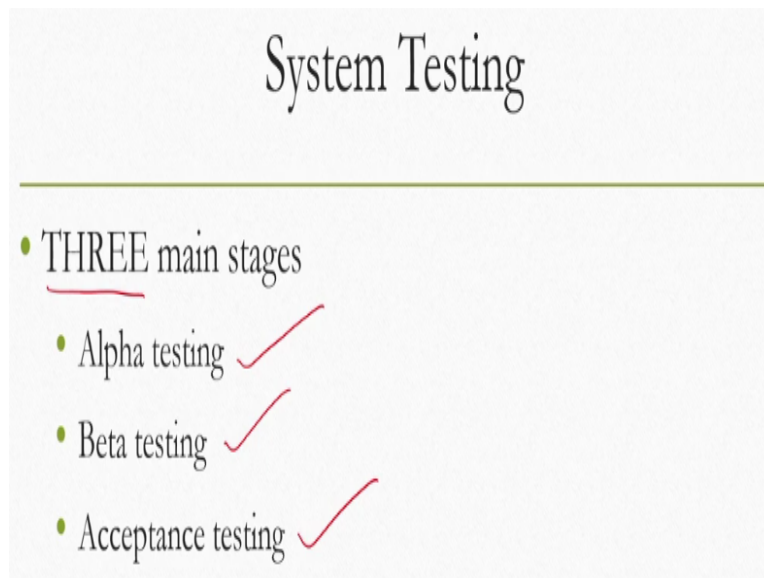 System Testing
THREE main stages
Alpha testing
Beta testing
Acceptance testing